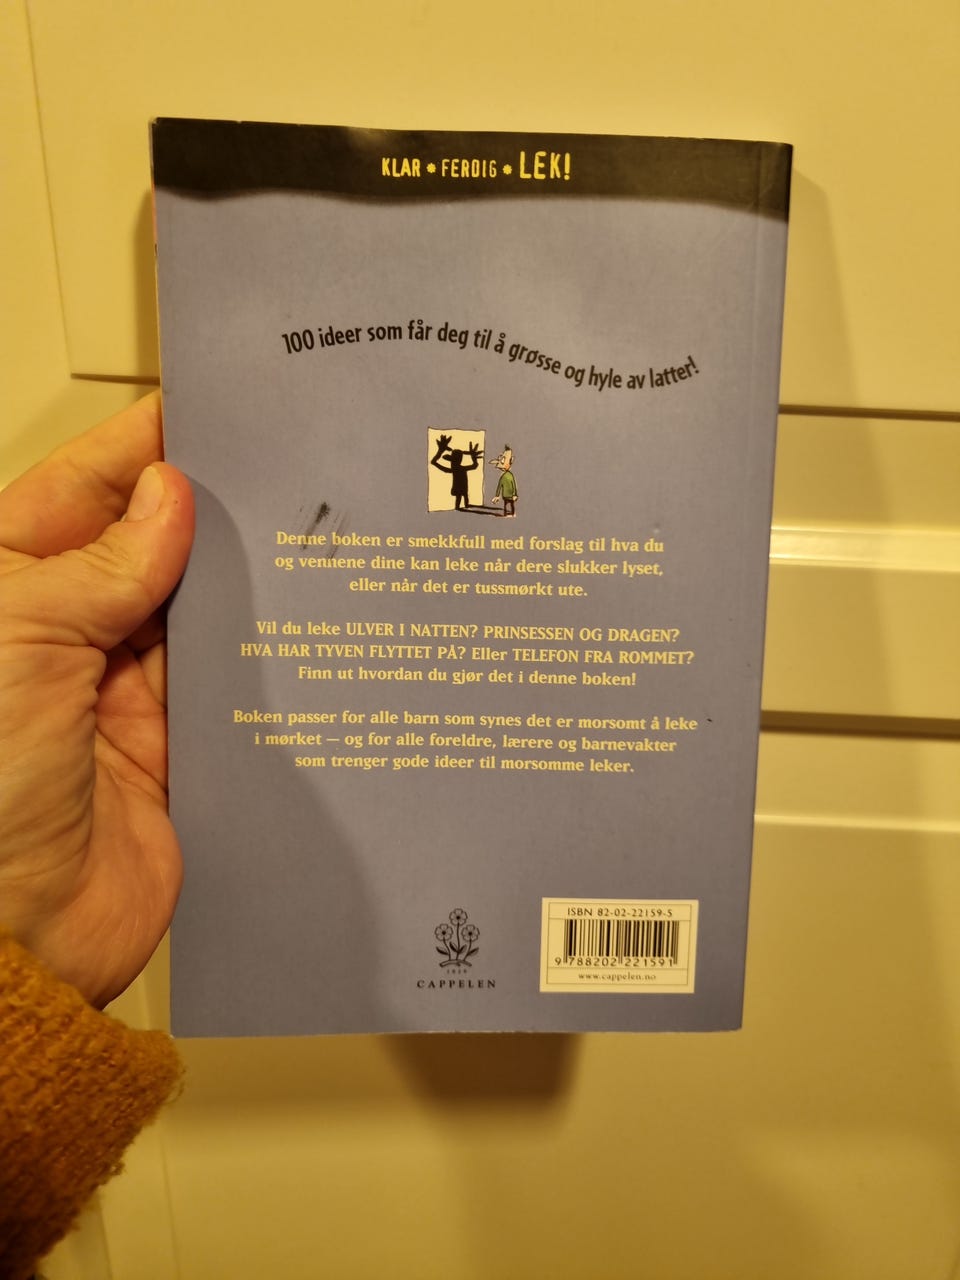 KLAR * FERDIG * LEK!
100 ideer som får deg til å grøsse og hyle av latter!
Denne boken er smekkfull med forslag til hva du
og vennene dine kan leke når dere slukker lyset,
eller når det er tussmørkt ute.
Vil du leke ULVER I NATTEN? PRINSESSEN OG DRAGEN?
HVA HAR TYVEN FLYTTET PÅ? Eller TELEFON FRA ROMMET?
Finn ut hvordan du gjør det i denne boken!
Boken passer for alle barn som synes det er morsomt å leke
i mørket — og for alle foreldre, lærere og barnevakter
som trenger gode ideer til morsomme leker.
1829
CAPPELEN
ISBN 82-02-22159-5
9 788202 221591
www.cappelen.no